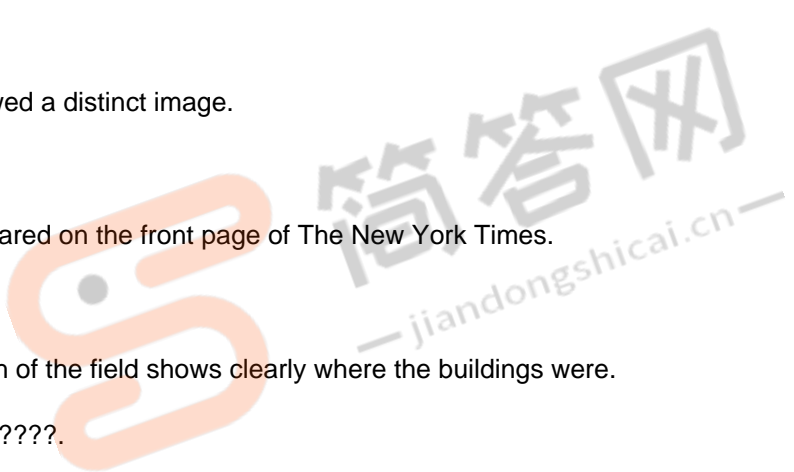 ved a distinct image.
ared on the front page of The New York Times.
n of the field shows clearly where the buildings were.
????.
简答网
jiandongshicai.cn